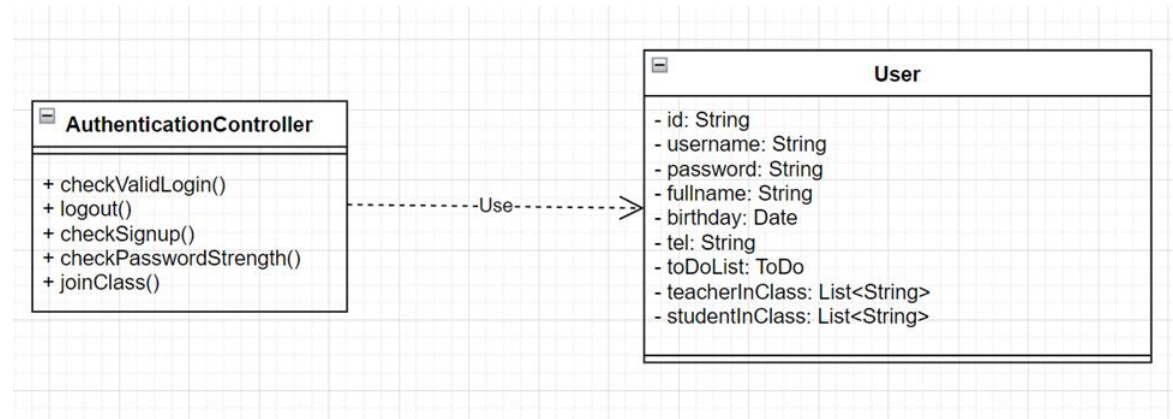 AuthenticationController
+ checkValidLogin()
+ logout()
+ checkSignup()
+ checkPasswordStrength()
+ joinClass()
Use
User
- id: String
- username: String
- password: String
- fullname: String
- birthday: Date
- tel: String
- toDoList: ToDo
- teacherInClass: List<String>
- studentInClass: List<String>